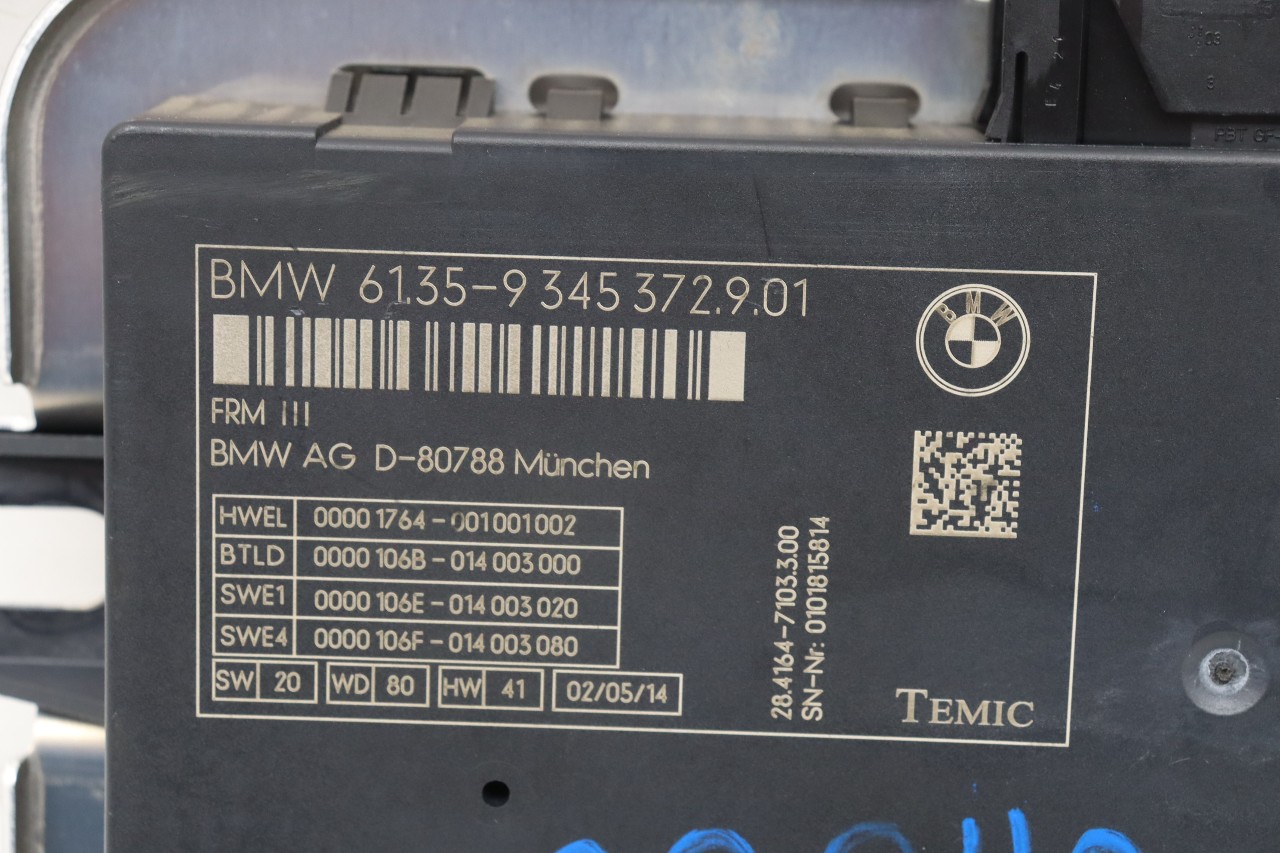 BMW 61.35-9 345 372.9.01
BMW
FRM III
BMW AG D-80788 München
HWEL 0000 1764-001 001 002
BTLD 0000 106B-014 003 000
SWE1 0000 106E-014 003 020
SWE4 0000 106F-014 003 080
SW 20 WD 80 HW 41 02/05/14
28.4164-7103.3.00
SN-Nr: 0101815814
TEMIC